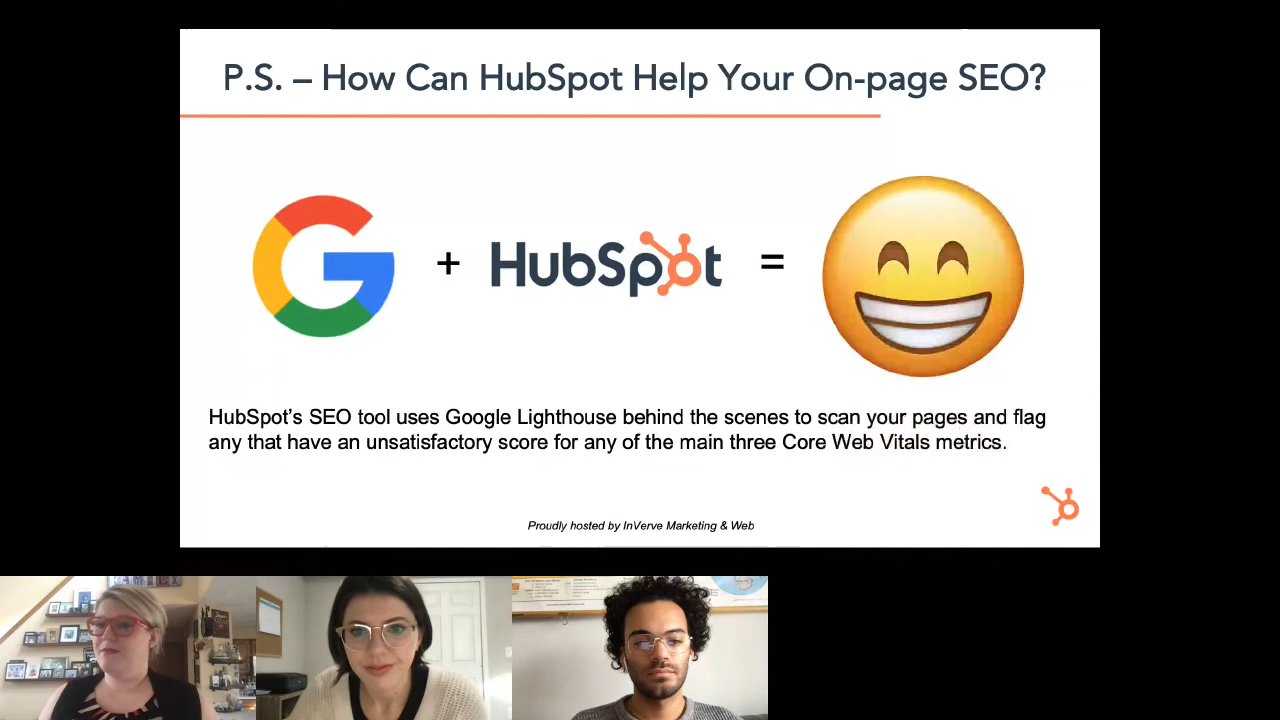 P.S. – How Can HubSpot Help Your On-page SEO?
+ HubSpot =
HubSpot's SEO tool uses Google Lighthouse behind the scenes to scan your pages and flag
any that have an unsatisfactory score for any of the main three Core Web Vitals metrics.
Proudly hosted by InVerve Marketing & Web